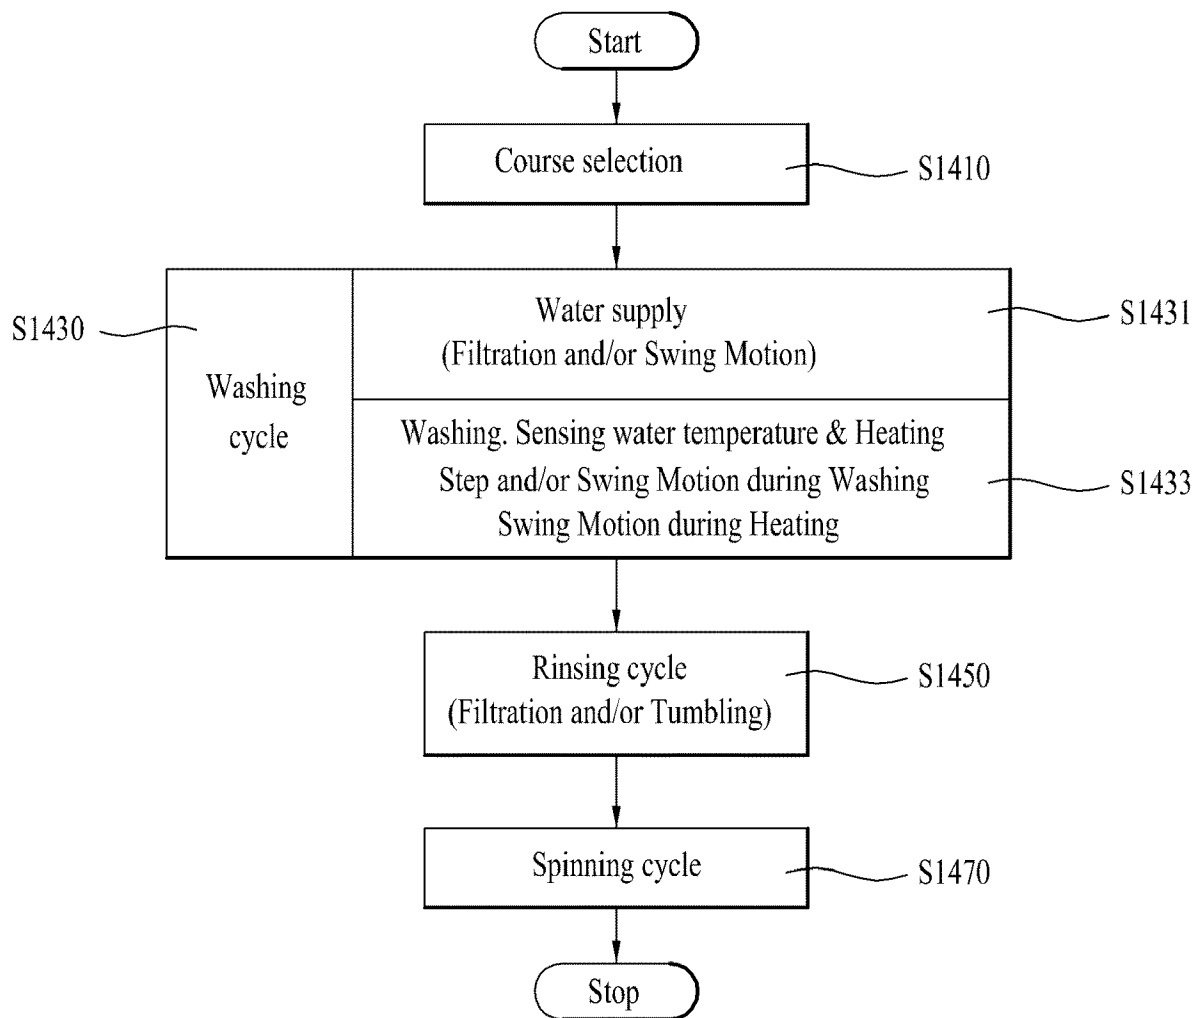 Start
Course selection
S1410
S1430
Washing
cycle
Water supply
(Filtration and/or Swing Motion)
S1431
Washing. Sensing water temperature & Heating
Step and/or Swing Motion during Washing
Swing Motion during Heating
S1433
Rinsing cycle
(Filtration and/or Tumbling)
S1450
Spinning cycle
S1470
Stop